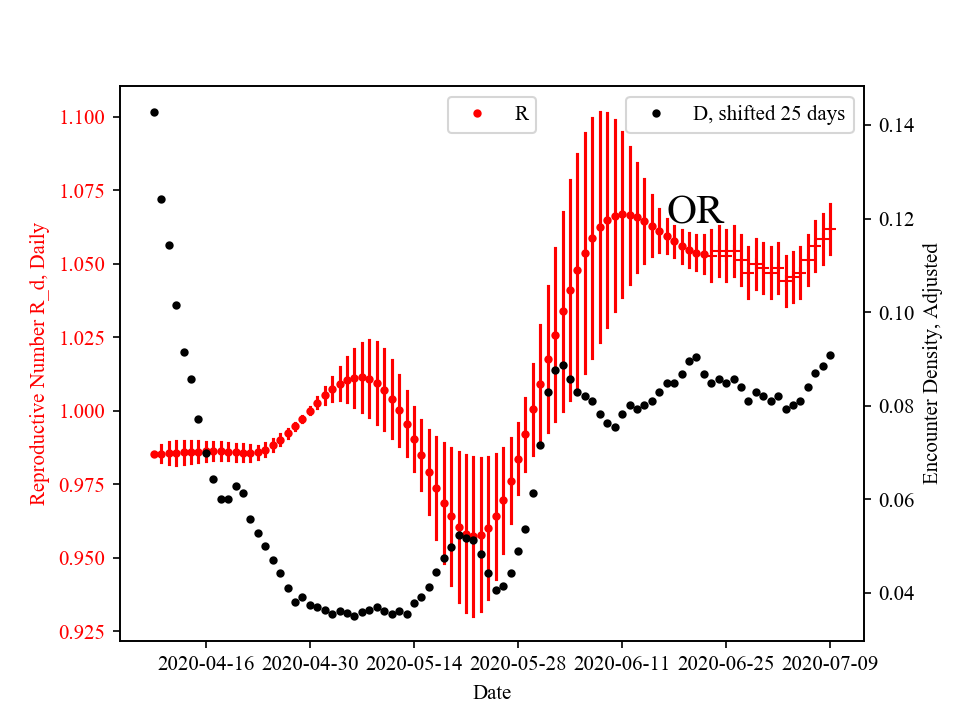 R
D, shifted 25 days
OR
1.100
1.075
1.050
1.025
1.000
0.975
0.950
0.925
Reproductive Number R_d, Daily
0.14
0.12
0.10
0.08
0.06
0.04
Encounter Density, Adjusted
2020-04-16 2020-04-30 2020-05-14 2020-05-28 2020-06-11 2020-06-25 2020-07-09
Date